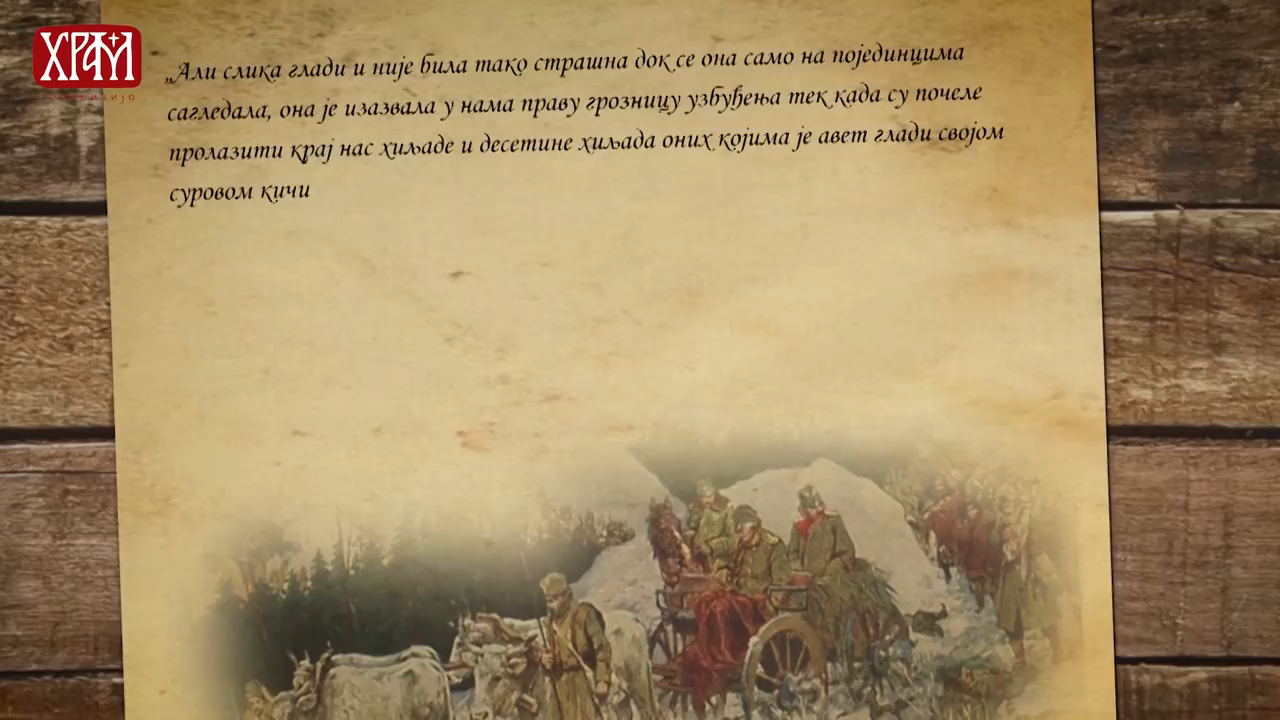 ХРАМ
ТЕЛЕВИЗИЈА
„Али слика глади и није била тако страшна док се она само на појединцима
сагледала, она је изазвала у нама праву грозницу узбуђења тек када су почеле
пролазити крај нас хиљаде и десетине хиљада оних којима је авет глади својом
суровом кичи